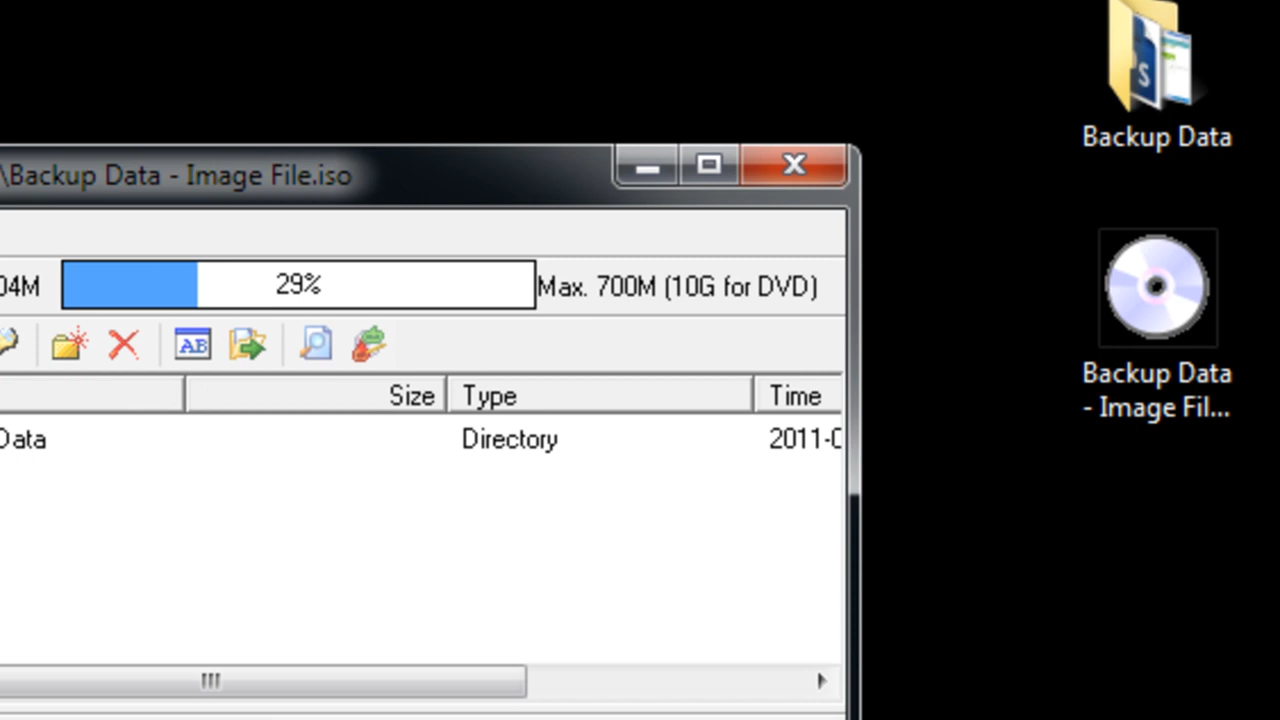 Backup Data
\Backup Data - Image File.iso
04M
29%
Max. 700M (10G for DVD)
AB
Size
Type
Time
Data
Directory
2011-0
Backup Data
- Image Fil...